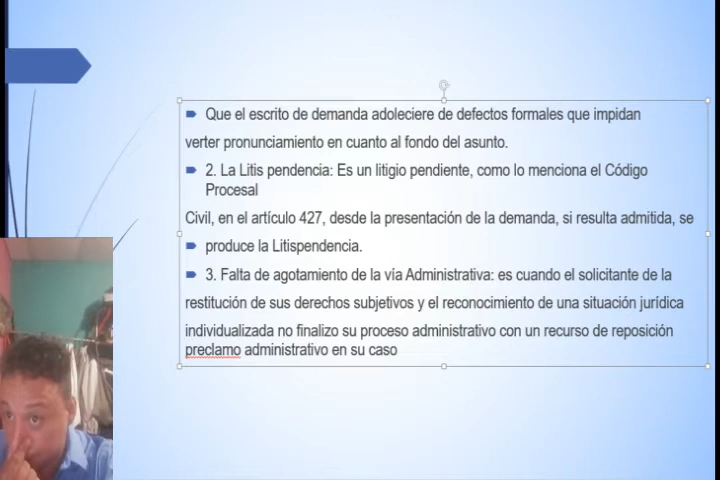 Que el escrito de demanda adoleciere de defectos formales que impidan
verter pronunciamiento en cuanto al fondo del asunto.
2. La Litis pendencia: Es un litigio pendiente, como lo menciona el Código
Procesal
Civil, en el artículo 427, desde la presentación de la demanda, si resulta admitida, se
produce la Litispendencia.
3. Falta de agotamiento de la vía Administrativa: es cuando el solicitante de la
restitución de sus derechos subjetivos y el reconocimiento de una situación jurídica
individualizada no finalizo su proceso administrativo con un recurso de reposición
preclamo administrativo en su caso